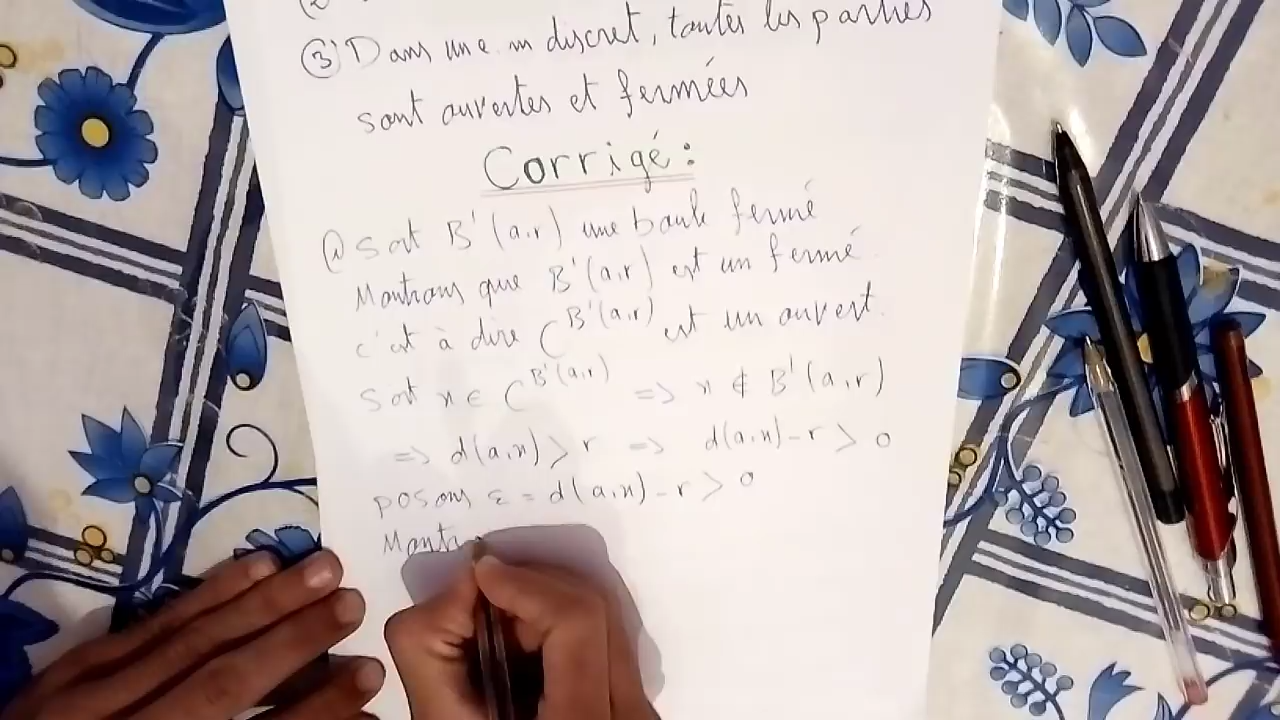 ③ Dans un e.m discret, toutes les parties
sont ouvertes et fermées
Corrigé:
① Soit B'(a,r) une boule fermé
Montrons que B'(a,r) est un fermé
c'est à dire C^B'(a,r) est un ouvert.
Soit x ∈ C^B'(a,r) => x ∉ B'(a,r)
=> d(a,x) > r => d(a,x) - r > 0
posons ε = d(a,x) - r > 0
Montr